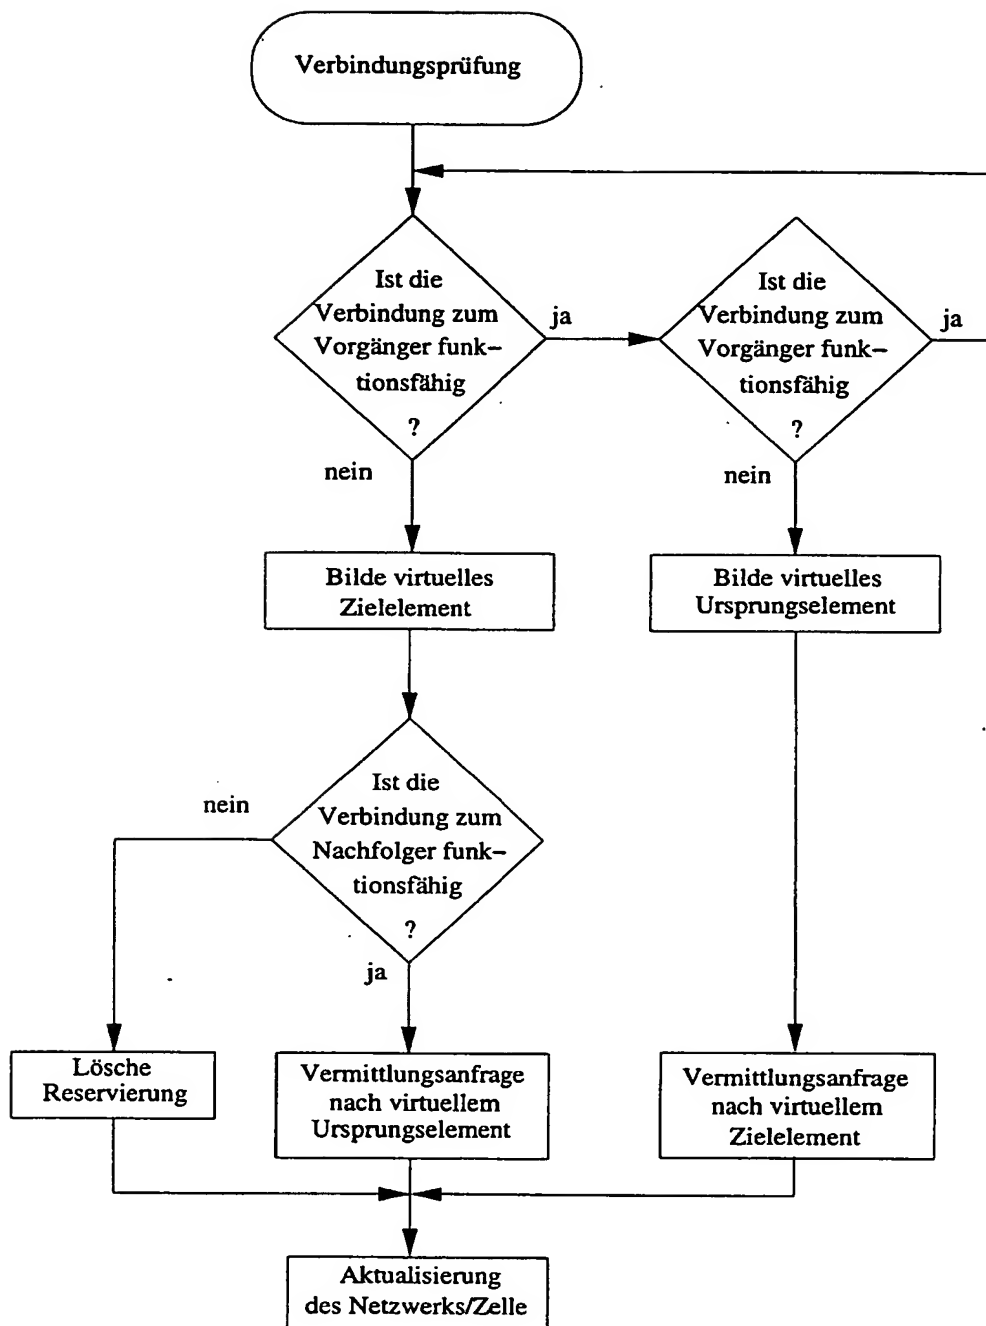 Verbindungsprüfung
Ist die
Verbindung zum
Vorgänger funk–
tionsfähig
?
ja
nein
Ist die
Verbindung zum
Vorgänger funk–
tionsfähig
?
ja
nein
Bilde virtuelles
Zielelement
Bilde virtuelles
Ursprungselement
Ist die
Verbindung zum
Nachfolger funk–
tionsfähig
?
nein
ja
Lösche
Reservierung
Vermittlungsanfrage
nach virtuellem
Ursprungselement
Vermittlungsanfrage
nach virtuellem
Zielelement
Aktualisierung
des Netzwerks/Zelle